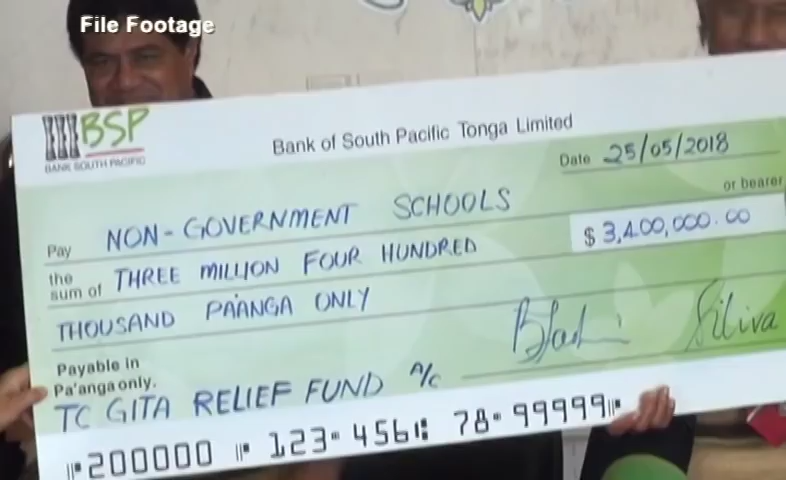 File Footage
BSP
BANK SOUTH PACIFIC
Bank of South Pacific Tonga Limited
Date 25/05/2018
or bearer
Pay NON-GOVERNMENT SCHOOLS
$ 3,400,000.00
the sum of THREE MILLION FOUR HUNDRED
THOUSAND PA'ANGA ONLY
Payable in
Pa'anga only.
TC GITA RELIEF FUND A/C
200000 123 456 78 99999